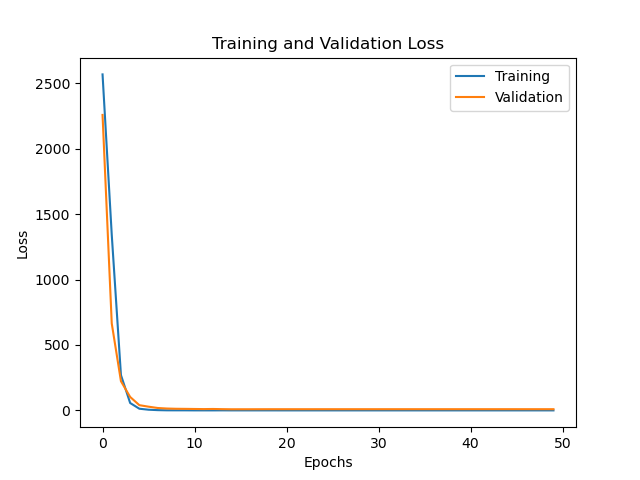 Training and Validation Loss
Training
Validation
Loss
2500
2000
1500
1000
500
0
0 10 20 30 40 50
Epochs